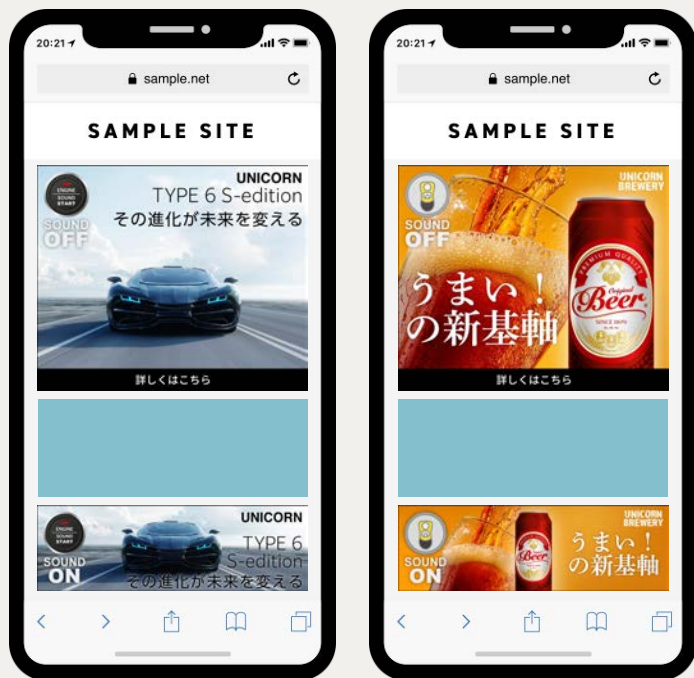 20:21
sample.net
SAMPLE SITE
ENGINE
SOUND
START
SOUND
OFF
UNICORN
TYPE 6 S-edition
その進化が未来を変える
詳しくはこちら
ENGINE
SOUND
START
SOUND
ON
UNICORN
TYPE 6
S-edition
その進化が未来を変える
20:21
sample.net
SAMPLE SITE
SOUND
OFF
UNICORN
BREWERY
うまい！
の新基軸
PREMIUM QUALITY
Original
Beer
詳しくはこちら
SOUND
ON
UNICORN
BREWERY
Beer
うまい！
の新基軸